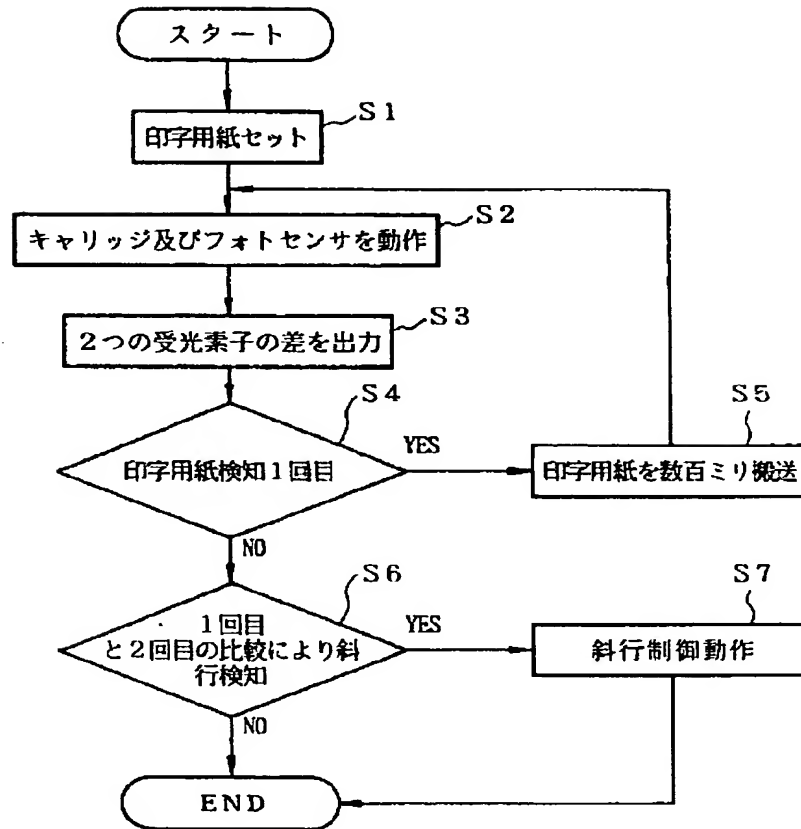 スタート
S1
印字用紙セット
S2
キャリッジ及びフォトセンサを動作
S3
2つの受光素子の差を出力
S4
印字用紙検知1回目
YES
S5
印字用紙を数百ミリ搬送
NO
S6
1回目
と2回目の比較により斜
行検知
YES
S7
斜行制御動作
NO
END